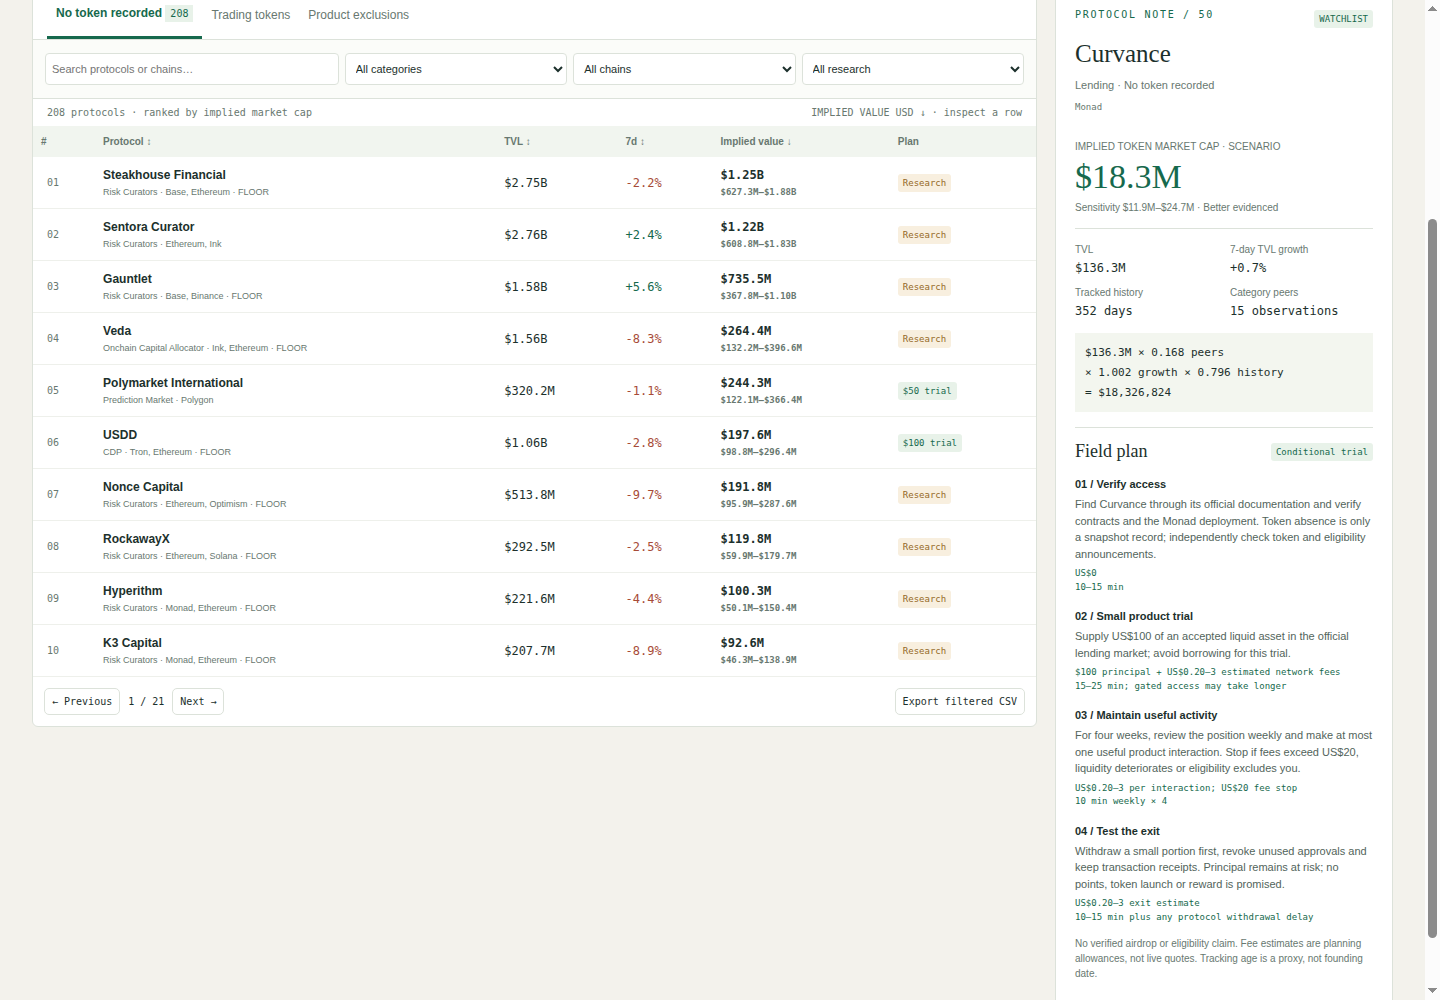 No token recorded 208
Trading tokens
Product exclusions
Search protocols or chains…
All categories
All chains
All research
208 protocols · ranked by implied market cap
IMPLIED VALUE USD ↓ · inspect a row
# Protocol ↕ TVL ↕ 7d ↕ Implied value ↓ Plan
01 Steakhouse Financial $2.75B -2.2% $1.25B Research
Risk Curators · Base, Ethereum · FLOOR $627.3M–$1.88B
02 Sentora Curator $2.76B +2.4% $1.22B Research
Risk Curators · Ethereum, Ink $608.8M–$1.83B
03 Gauntlet $1.58B +5.6% $735.5M Research
Risk Curators · Base, Binance · FLOOR $367.8M–$1.10B
04 Veda $1.56B -8.3% $264.4M Research
Onchain Capital Allocator · Ink, Ethereum · FLOOR $132.2M–$396.6M
05 Polymarket International $320.2M -1.1% $244.3M $50 trial
Prediction Market · Polygon $122.1M–$366.4M
06 USDD $1.06B -2.8% $197.6M $100 trial
CDP · Tron, Ethereum · FLOOR $98.8M–$296.4M
07 Nonce Capital $513.8M -9.7% $191.8M Research
Risk Curators · Ethereum, Optimism · FLOOR $95.9M–$287.6M
08 RockawayX $292.5M -2.5% $119.8M Research
Risk Curators · Ethereum, Solana · FLOOR $59.9M–$179.7M
09 Hyperithm $221.6M -4.4% $100.3M Research
Risk Curators · Monad, Ethereum · FLOOR $50.1M–$150.4M
10 K3 Capital $207.7M -8.9% $92.6M Research
Risk Curators · Monad, Ethereum · FLOOR $46.3M–$138.9M
← Previous 1 / 21 Next →
Export filtered CSV
PROTOCOL NOTE / 50
WATCHLIST
Curvance
Lending · No token recorded
Monad
IMPLIED TOKEN MARKET CAP · SCENARIO
$18.3M
Sensitivity $11.9M–$24.7M · Better evidenced
TVL 7-day TVL growth
$136.3M +0.7%
Tracked history Category peers
352 days 15 observations
$136.3M × 0.168 peers
× 1.002 growth × 0.796 history
= $18,326,824
Field plan
Conditional trial
01 / Verify access
Find Curvance through its official documentation and verify
contracts and the Monad deployment. Token absence is only
a snapshot record; independently check token and eligibility
announcements.
US$0
10–15 min
02 / Small product trial
Supply US$100 of an accepted liquid asset in the official
lending market; avoid borrowing for this trial.
$100 principal + US$0.20–3 estimated network fees
15–25 min; gated access may take longer
03 / Maintain useful activity
For four weeks, review the position weekly and make at most
one useful product interaction. Stop if fees exceed US$20,
liquidity deteriorates or eligibility excludes you.
US$0.20–3 per interaction; US$20 fee stop
10 min weekly × 4
04 / Test the exit
Withdraw a small portion first, revoke unused approvals and
keep transaction receipts. Principal remains at risk; no
points, token launch or reward is promised.
US$0.20–3 exit estimate
10–15 min plus any protocol withdrawal delay
No verified airdrop or eligibility claim. Fee estimates are planning
allowances, not live quotes. Tracking age is a proxy, not founding
date.